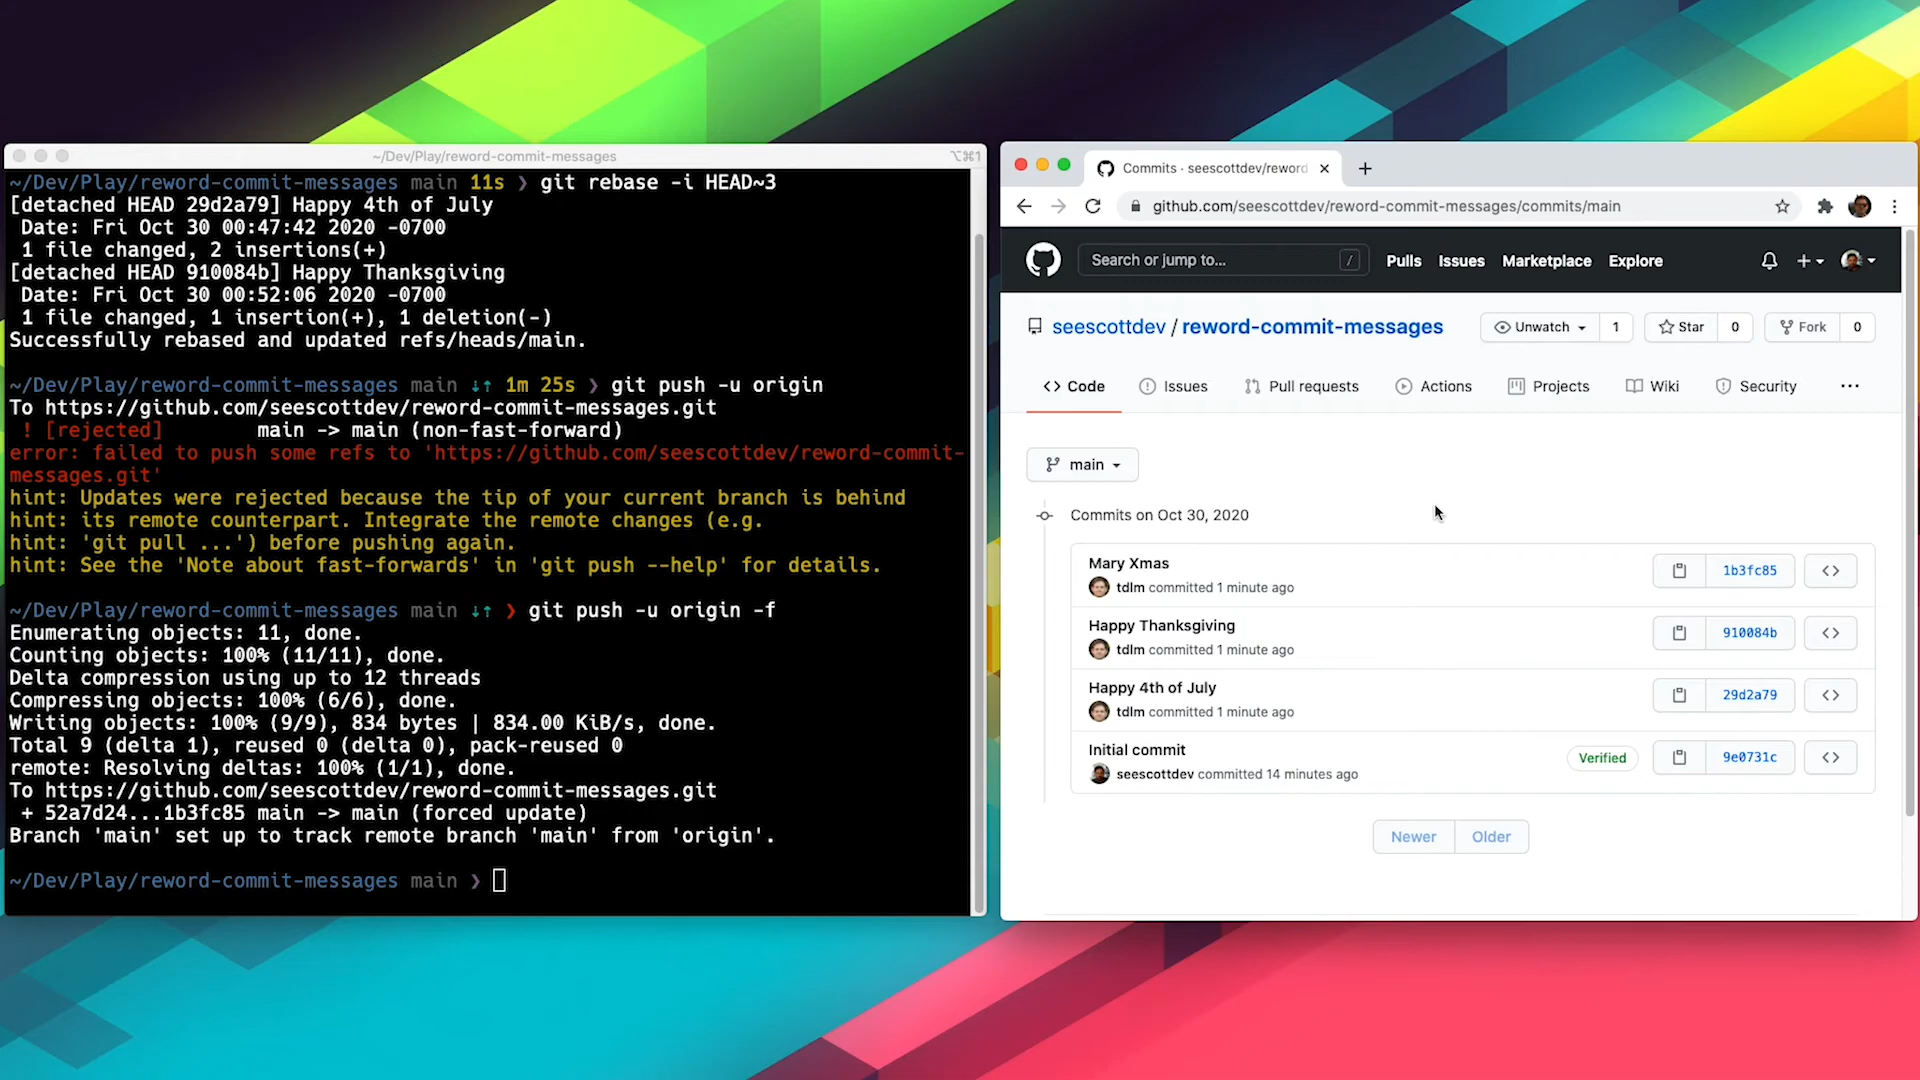 ~/Dev/Play/reword-commit-messages ⌥⌘1
~/Dev/Play/reword-commit-messages main 11s ❯ git rebase -i HEAD~3
[detached HEAD 29d2a79] Happy 4th of July
Date: Fri Oct 30 00:47:42 2020 -0700
1 file changed, 2 insertions(+)
[detached HEAD 910084b] Happy Thanksgiving
Date: Fri Oct 30 00:52:06 2020 -0700
1 file changed, 1 insertion(+), 1 deletion(-)
Successfully rebased and updated refs/heads/main.
~/Dev/Play/reword-commit-messages main ↓↑ 1m 25s ❯ git push -u origin
To https://github.com/seescottdev/reword-commit-messages.git
! [rejected] main -> main (non-fast-forward)
error: failed to push some refs to 'https://github.com/seescottdev/reword-commit-
messages.git'
hint: Updates were rejected because the tip of your current branch is behind
hint: its remote counterpart. Integrate the remote changes (e.g.
hint: 'git pull ...') before pushing again.
hint: See the 'Note about fast-forwards' in 'git push --help' for details.
~/Dev/Play/reword-commit-messages main ↓↑ ❯ git push -u origin -f
Enumerating objects: 11, done.
Counting objects: 100% (11/11), done.
Delta compression using up to 12 threads
Compressing objects: 100% (6/6), done.
Writing objects: 100% (9/9), 834 bytes | 834.00 KiB/s, done.
Total 9 (delta 1), reused 0 (delta 0), pack-reused 0
remote: Resolving deltas: 100% (1/1), done.
To https://github.com/seescottdev/reword-commit-messages.git
+ 52a7d24...1b3fc85 main -> main (forced update)
Branch 'main' set up to track remote branch 'main' from 'origin'.
~/Dev/Play/reword-commit-messages main ❯
Commits · seescottdev/reword
github.com/seescottdev/reword-commit-messages/commits/main
Search or jump to... / Pulls Issues Marketplace Explore
seescottdev / reword-commit-messages Unwatch 1 Star 0 Fork 0
Code Issues Pull requests Actions Projects Wiki Security ...
main
Commits on Oct 30, 2020
Mary Xmas
tdlm committed 1 minute ago
1b3fc85
Happy Thanksgiving
tdlm committed 1 minute ago
910084b
Happy 4th of July
tdlm committed 1 minute ago
29d2a79
Initial commit
seescottdev committed 14 minutes ago
Verified 9e0731c
Newer Older